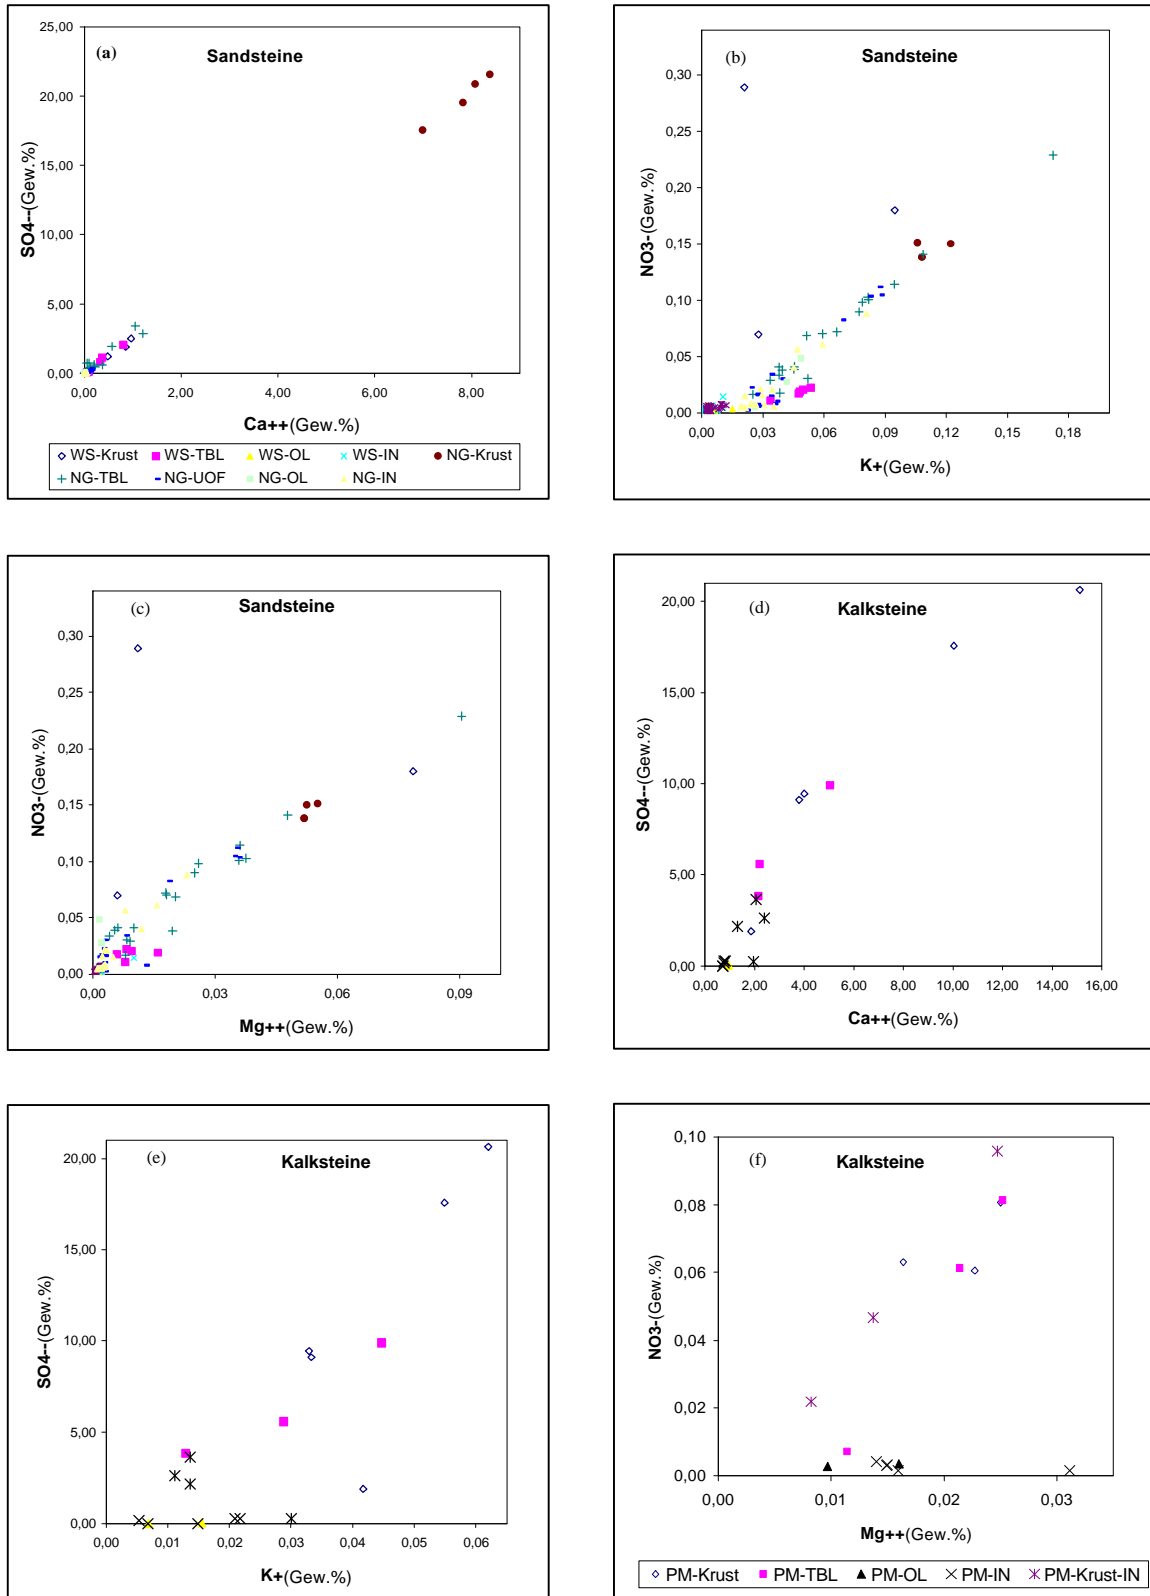 (a)
Sandsteine
25,00
20,00
15,00
10,00
5,00
0,00
SO4--(Gew.%)
0,00 2,00 4,00 6,00 8,00
Ca++(Gew.%)
WS-Krust WS-TBL WS-OL WS-IN NG-Krust
NG-TBL NG-UOF NG-OL NG-IN
(b)
Sandsteine
0,30
0,25
0,20
0,15
0,10
0,05
0,00
NO3-(Gew.%)
0,00 0,03 0,06 0,09 0,12 0,15 0,18
K+(Gew.%)
(c)
Sandsteine
0,30
0,25
0,20
0,15
0,10
0,05
0,00
NO3-(Gew.%)
0,00 0,03 0,06 0,09
Mg++(Gew.%)
(d)
Kalksteine
20,00
15,00
10,00
5,00
0,00
SO4--(Gew.%)
0,00 2,00 4,00 6,00 8,00 10,00 12,00 14,00 16,00
Ca++(Gew.%)
(e)
Kalksteine
20,00
15,00
10,00
5,00
0,00
SO4--(Gew.%)
0,00 0,01 0,02 0,03 0,04 0,05 0,06
K+(Gew.%)
(f)
Kalksteine
0,10
0,08
0,06
0,04
0,02
0,00
NO3-(Gew.%)
0,00 0,01 0,02 0,03
Mg++(Gew.%)
PM-Krust PM-TBL PM-OL PM-IN PM-Krust-IN